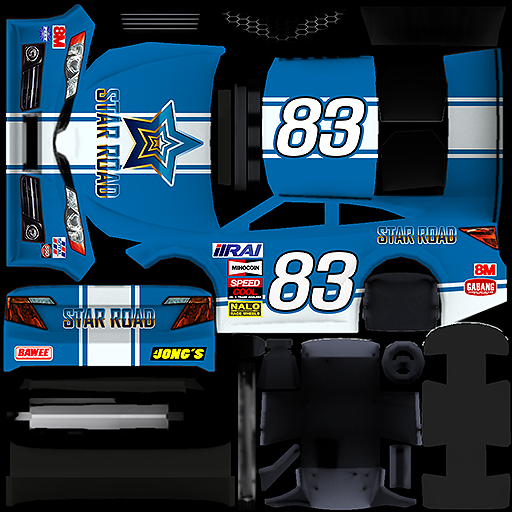 8M
STAR ROAD
83
STAR ROAD
IIRAI
MINOCOIN
SPEED
COOL
NALO
RACE WHEELS
83
8M
GABANG
STAR ROAD
BAWEE
JONG'S